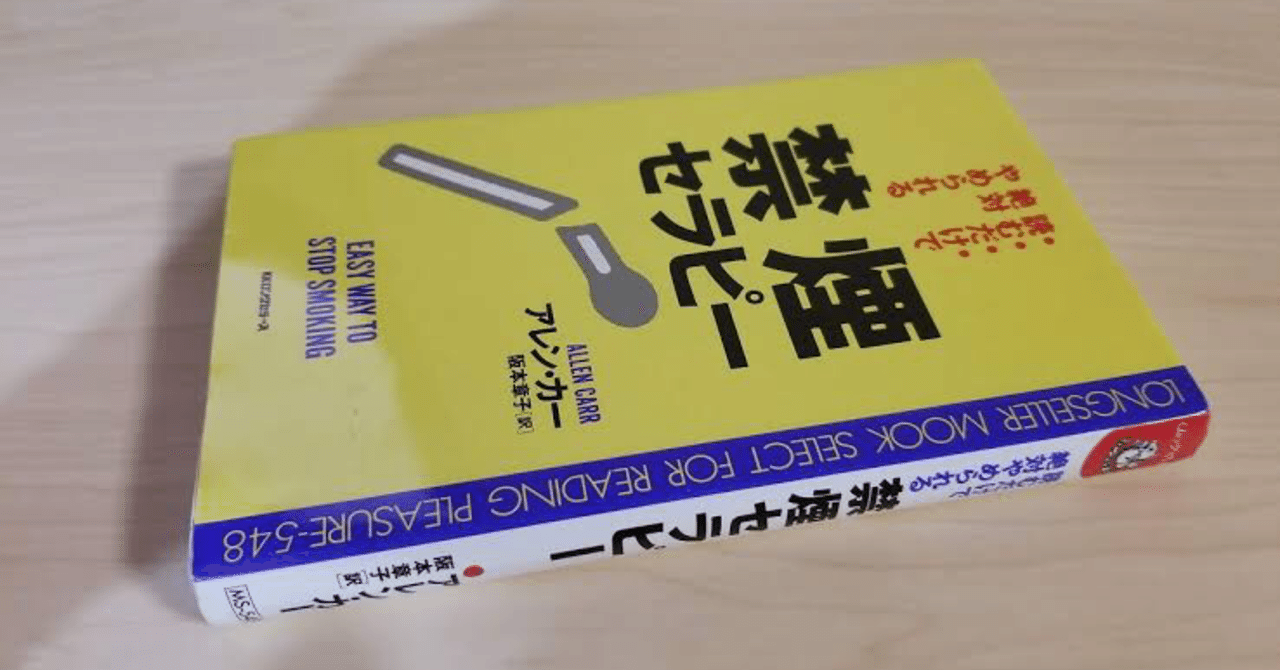 読むだけで
絶対
やめられる
禁煙
セラピー
ALLEN CARR
アレン・カー
阪本章子[訳]
EASY WAY TO
STOP SMOKING
LONGSELLER MOOK SELECT FOR READING PLEASURE-548
読むだけで
絶対やめられる
禁煙セラピー
アレン・カー
阪本章子[訳]